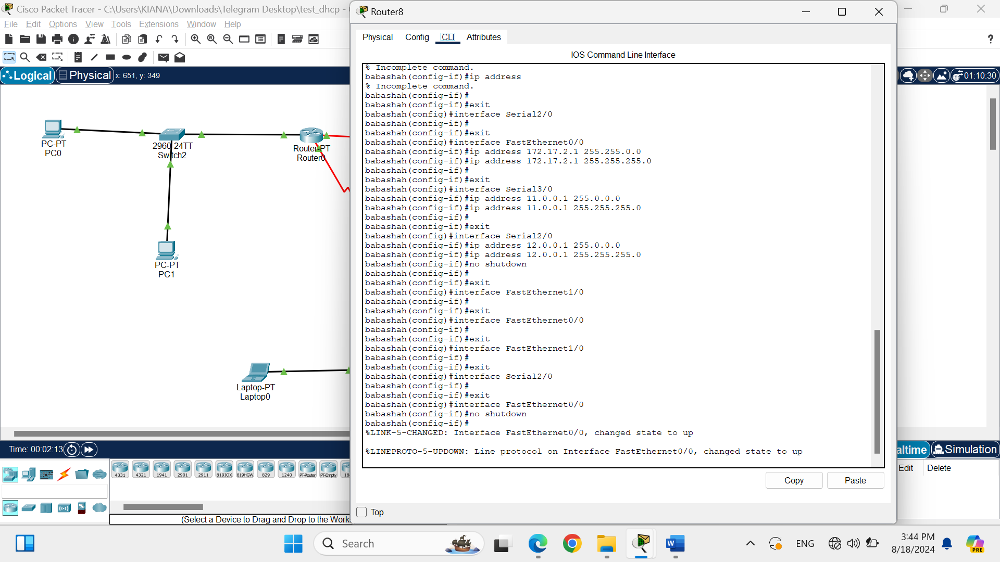 Cisco Packet Tracer - C:\Users\KIANA\Downloads\Telegram Desktop\test_dhcp -
File Edit Options View Tools Extensions Window Help
Logical
Physical
x: 651, y: 349
PC-PT
PC0
2960-24TT
Switch2
Router-PT
Router0
PC-PT
PC1
Laptop-PT
Laptop0
Time: 00:02:13
4331
4321
1941
2901
2911
819IOX
819HGW
829
1240
PT-Router
PT-Empty
18
(Select a Device to Drag and Drop to the Work
Router8
Physical Config CLI Attributes
IOS Command Line Interface
% Incomplete command.
babashah(config-if)#ip address
% Incomplete command.
babashah(config-if)#
babashah(config-if)#exit
babashah(config)#interface Serial2/0
babashah(config-if)#
babashah(config-if)#exit
babashah(config)#interface FastEthernet0/0
babashah(config-if)#ip address 172.17.2.1 255.255.0.0
babashah(config-if)#ip address 172.17.2.1 255.255.255.0
babashah(config-if)#
babashah(config-if)#exit
babashah(config)#interface Serial3/0
babashah(config-if)#ip address 11.0.0.1 255.0.0.0
babashah(config-if)#ip address 11.0.0.1 255.255.255.0
babashah(config-if)#
babashah(config-if)#exit
babashah(config)#interface Serial2/0
babashah(config-if)#ip address 12.0.0.1 255.0.0.0
babashah(config-if)#ip address 12.0.0.1 255.255.255.0
babashah(config-if)#no shutdown
babashah(config-if)#
babashah(config-if)#exit
babashah(config)#interface FastEthernet1/0
babashah(config-if)#
babashah(config-if)#exit
babashah(config)#interface FastEthernet0/0
babashah(config-if)#
babashah(config-if)#exit
babashah(config)#interface FastEthernet1/0
babashah(config-if)#
babashah(config-if)#exit
babashah(config)#interface Serial2/0
babashah(config-if)#
babashah(config-if)#exit
babashah(config)#interface FastEthernet0/0
babashah(config-if)#no shutdown
babashah(config-if)#
%LINK-5-CHANGED: Interface FastEthernet0/0, changed state to up
%LINEPROTO-5-UPDOWN: Line protocol on Interface FastEthernet0/0, changed state to up
Copy
Paste
Top
?
01:10:30
altime
Simulation
Edit
Delete
Search
ENG
3:44 PM
8/18/2024
PRE